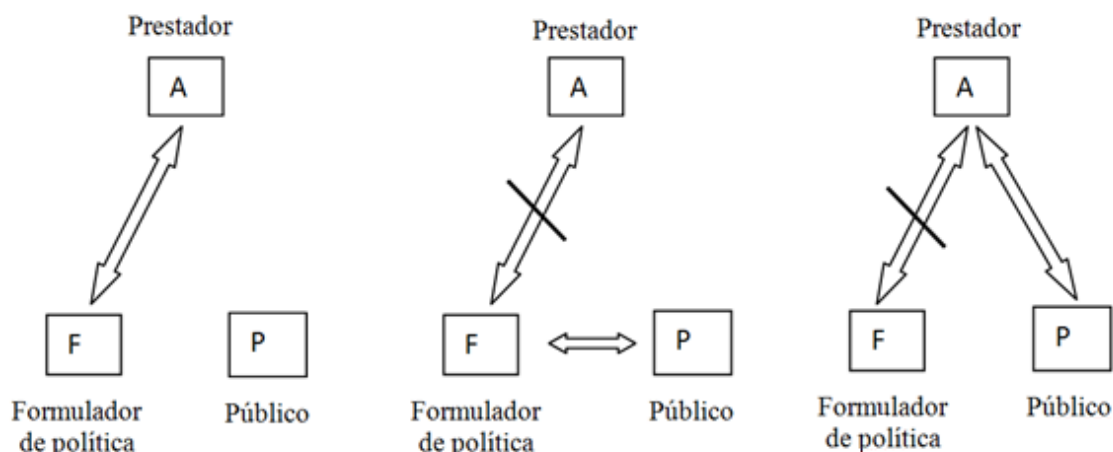 Prestador
A
F
P
Formulador
de política
Público
Prestador
A
F
P
Formulador
de política
Público
Prestador
A
F
P
Formulador
de política
Público